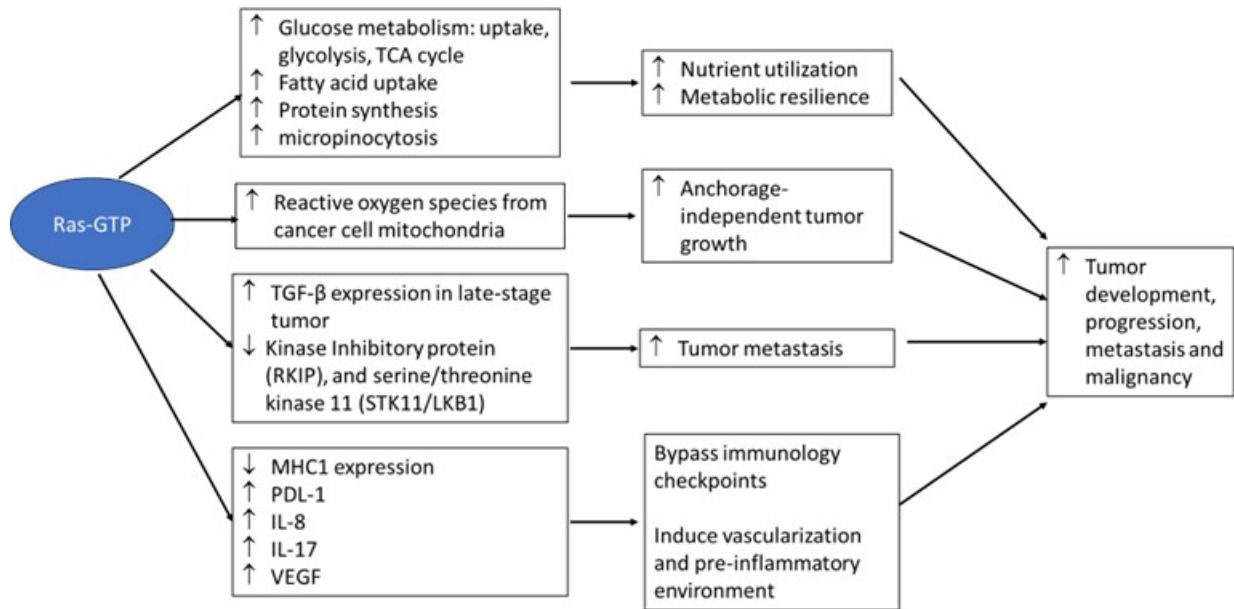 Ras-GTP
↑ Glucose metabolism: uptake,
glycolysis, TCA cycle
↑ Fatty acid uptake
↑ Protein synthesis
↑ micropinocytosis
↑ Nutrient utilization
↑ Metabolic resilience
↑ Reactive oxygen species from
cancer cell mitochondria
↑ Anchorage-
independent tumor
growth
↑ TGF-β expression in late-stage
tumor
↓ Kinase Inhibitory protein
(RKIP), and serine/threonine
kinase 11 (STK11/LKB1)
↑ Tumor metastasis
↓ MHC1 expression
↑ PDL-1
↑ IL-8
↑ IL-17
↑ VEGF
Bypass immunology
checkpoints
Induce vascularization
and pre-inflammatory
environment
↑ Tumor
development,
progression,
metastasis and
malignancy